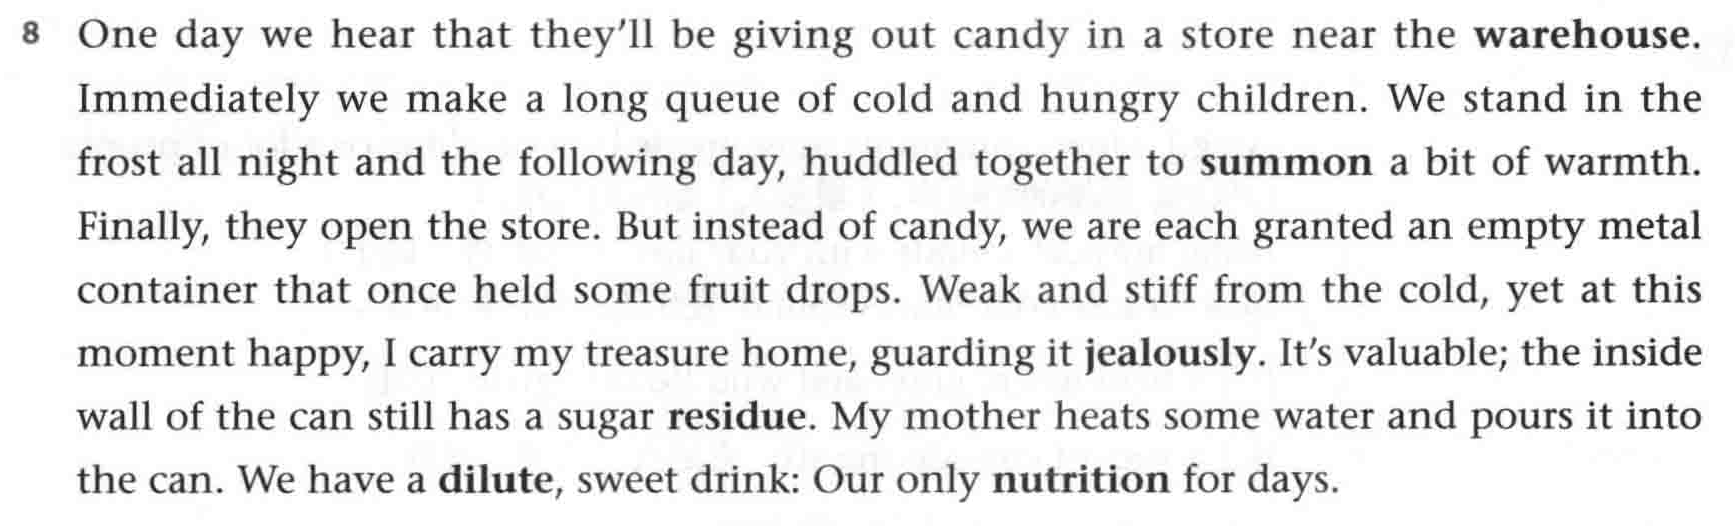 8 One day we hear that they'll be giving out candy in a store near the warehouse.
Immediately we make a long queue of cold and hungry children. We stand in the
frost all night and the following day, huddled together to summon a bit of warmth.
Finally, they open the store. But instead of candy, we are each granted an empty metal
container that once held some fruit drops. Weak and stiff from the cold, yet at this
moment happy, I carry my treasure home, guarding it jealously. It's valuable; the inside
wall of the can still has a sugar residue. My mother heats some water and pours it into
the can. We have a dilute, sweet drink: Our only nutrition for days.